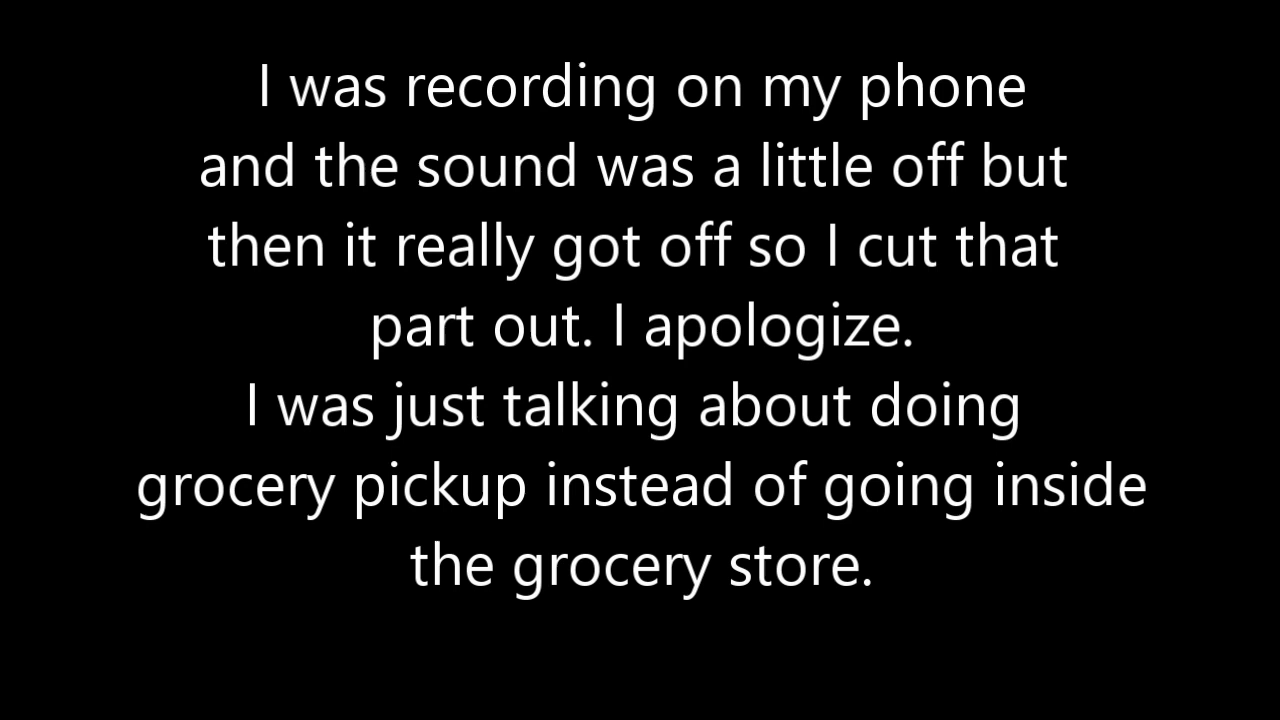 I was recording on my phone
and the sound was a little off but
then it really got off so I cut that
part out. I apologize.
I was just talking about doing
grocery pickup instead of going inside
the grocery store.